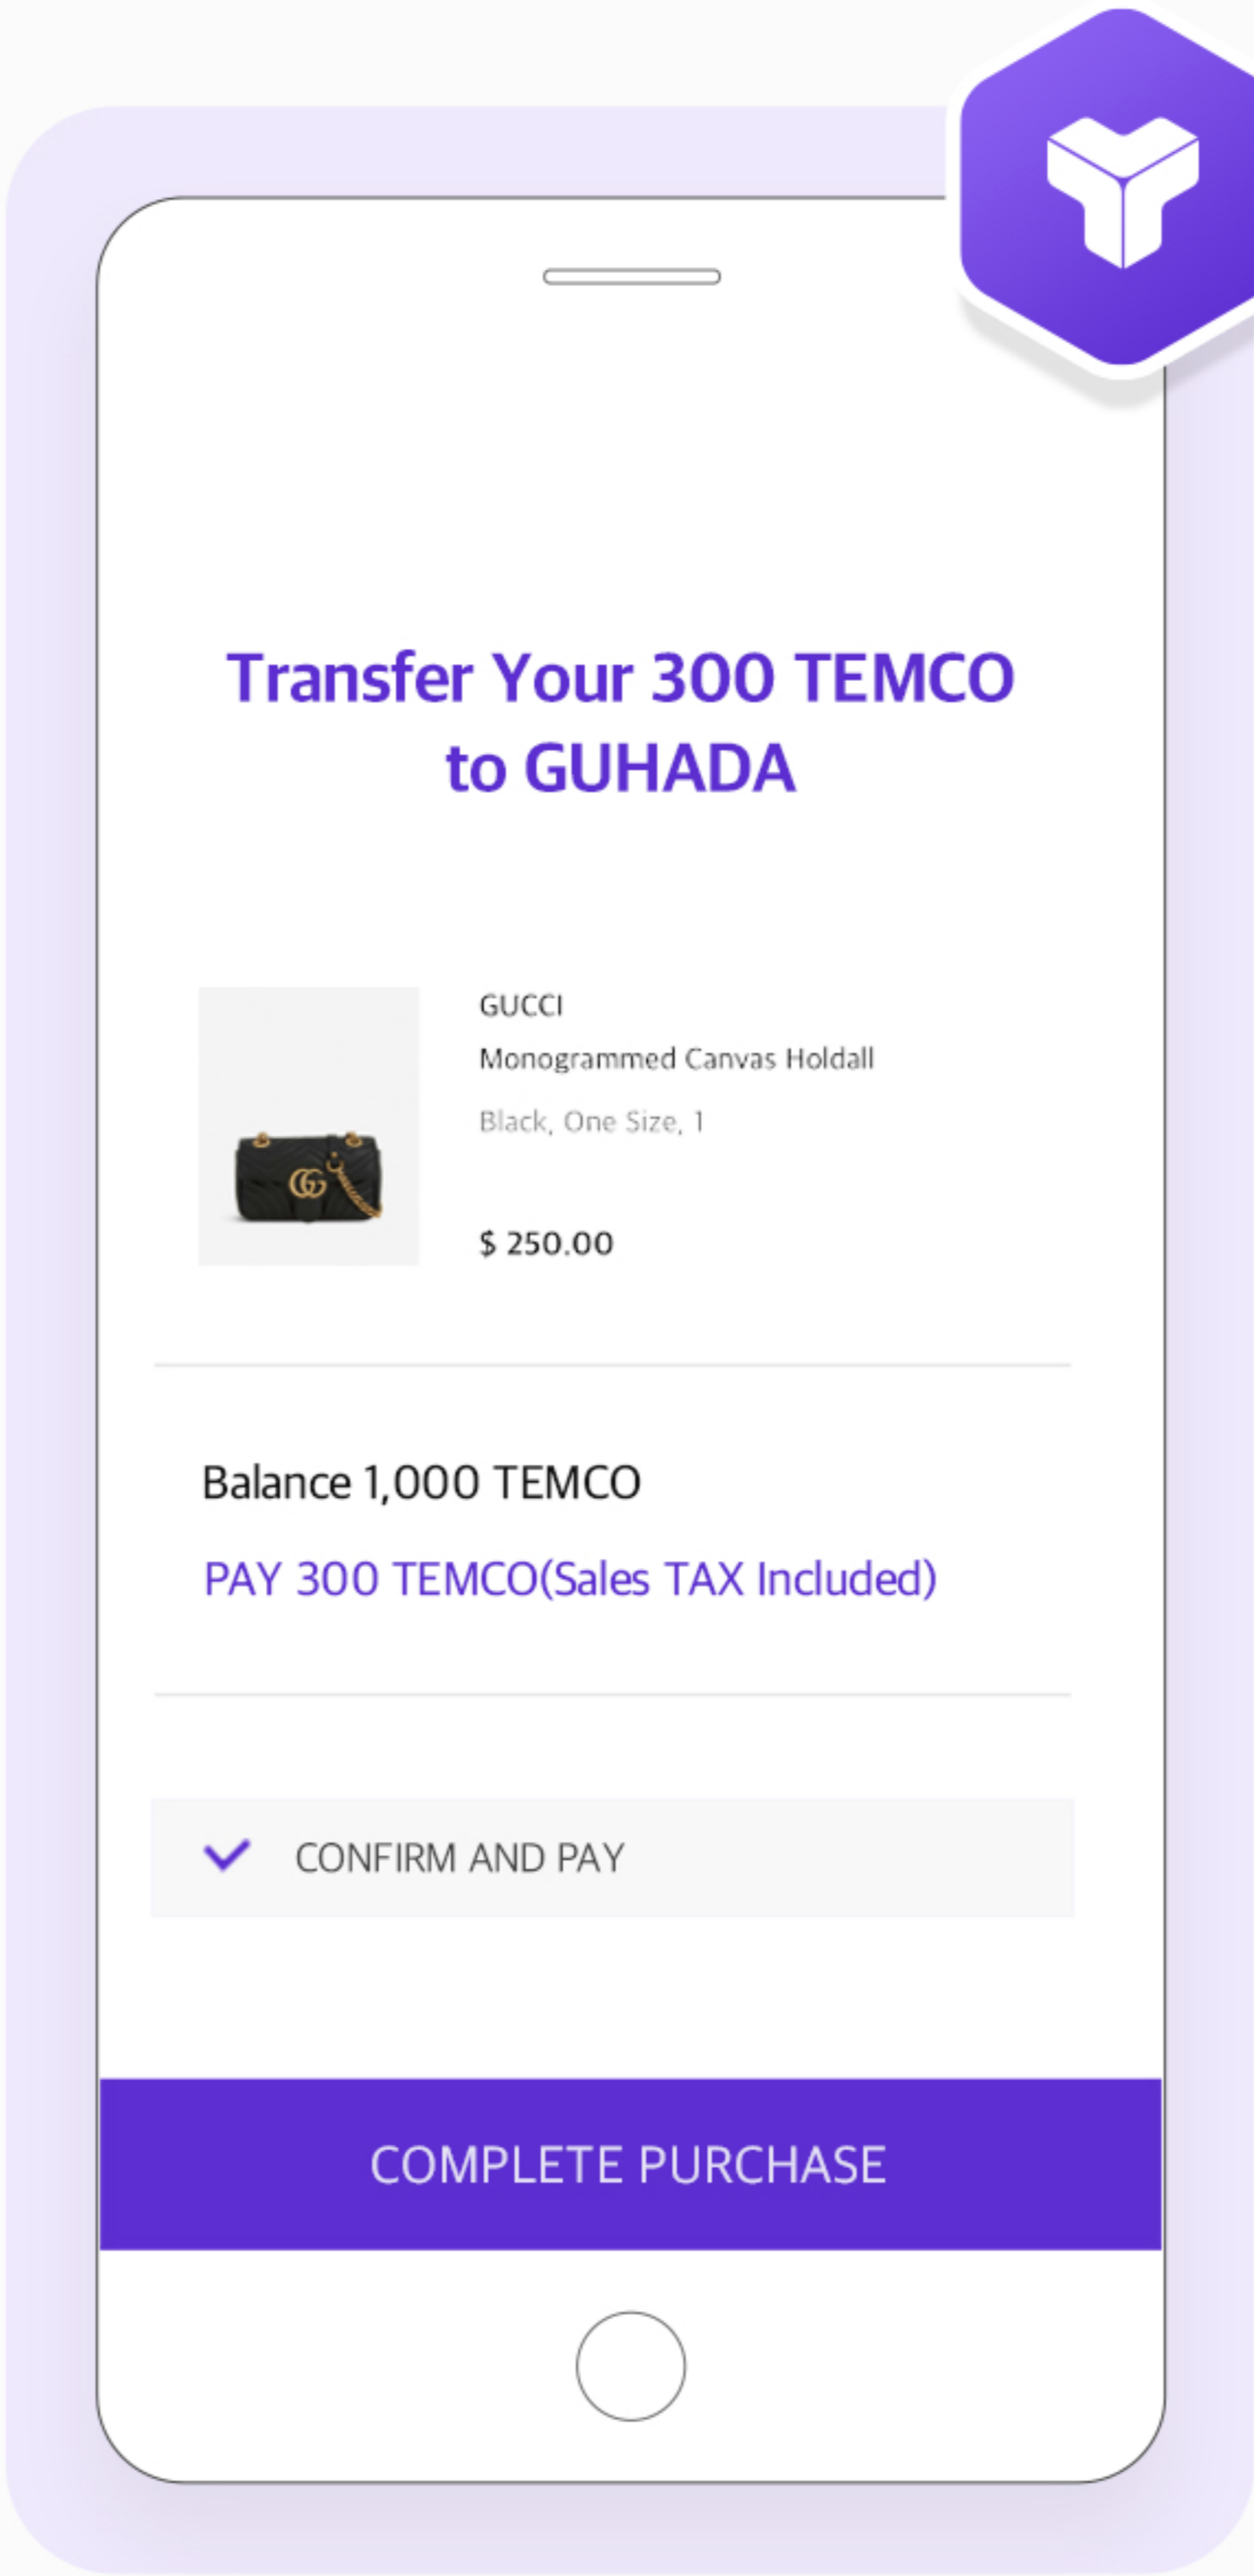 Transfer Your 300 TEMCO
to GUHADA
GUCCI
Monogrammed Canvas Holdall
Black, One Size, 1
$ 250.00
Balance 1,000 TEMCO
PAY 300 TEMCO(Sales TAX Included)
CONFIRM AND PAY
COMPLETE PURCHASE